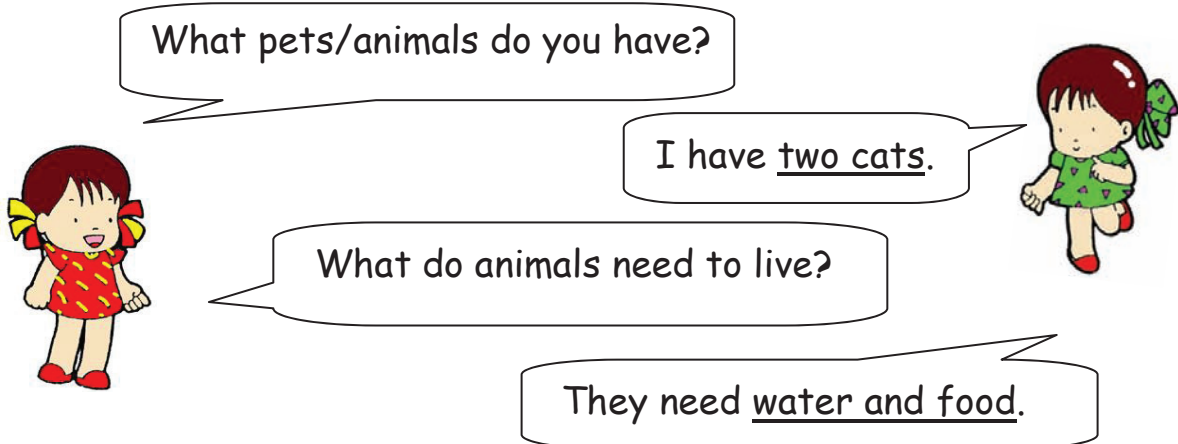 What pets/animals do you have?
I have two cats.
What do animals need to live?
They need water and food.